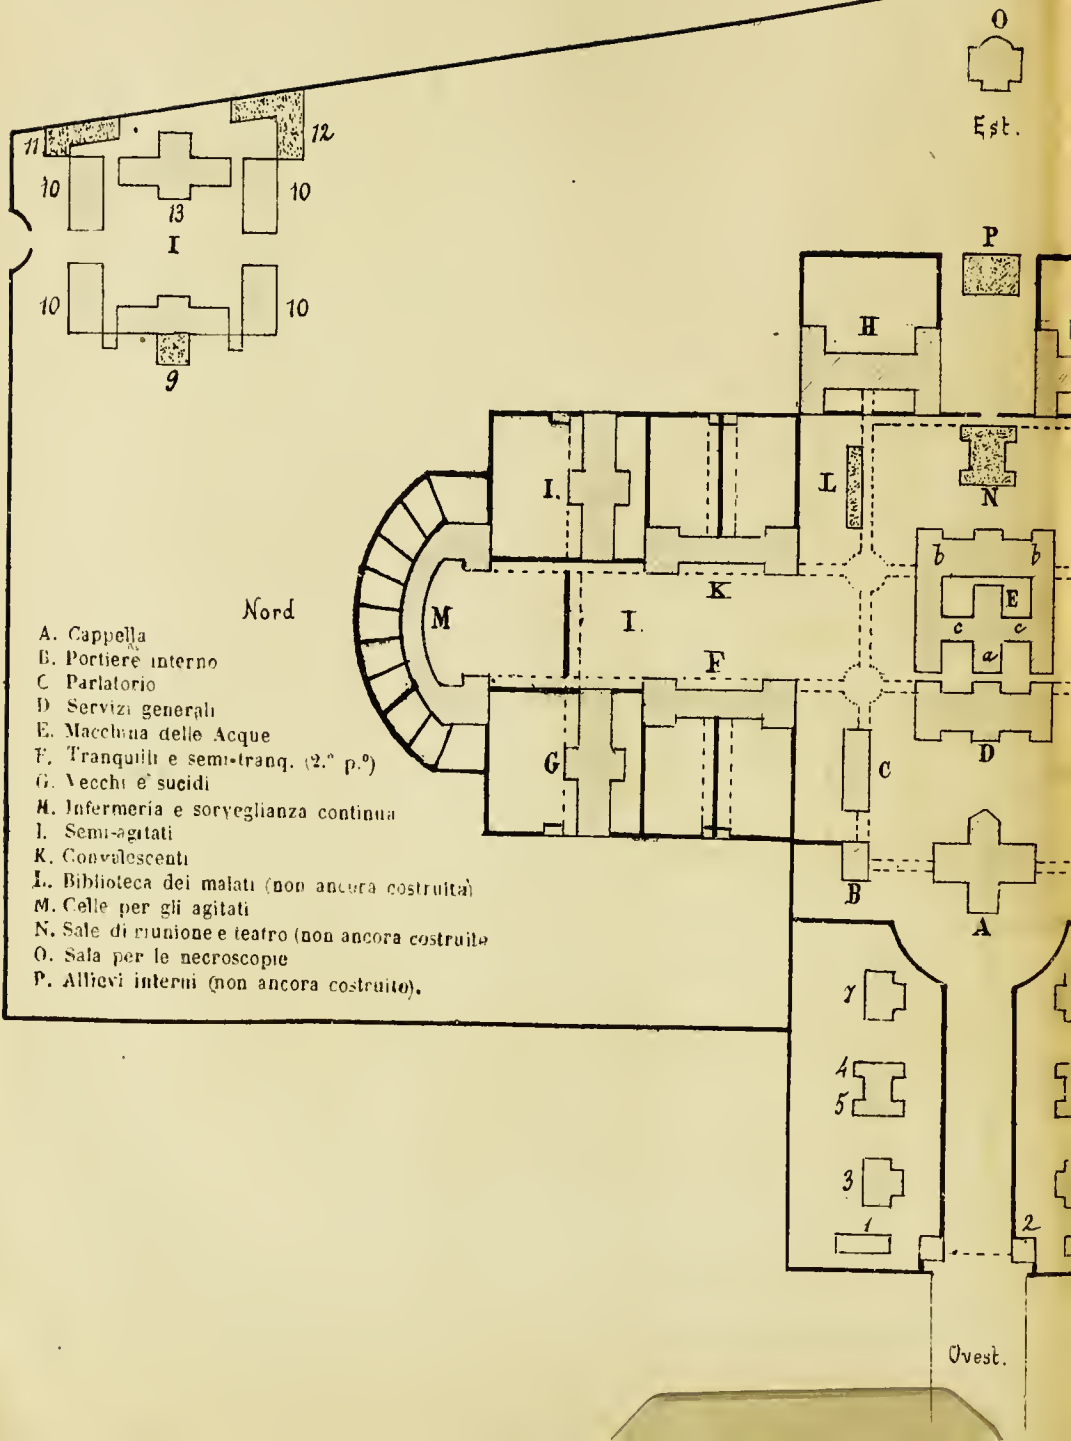 O
Est.
11
12
10
10
13
I
P
10
10
H
9
I.
L
N
b
b
K
E
Nord
M
I.
c
c
F
a
A. Cappella
B. Portiere interno
C Parlatorio
D Servizi generali
E. Macchina delle Acque
F. Tranquilli e semi-tranq. (2.° p.°)
G. Vecchi e sucidi
H. Infermeria e sorveglianza continua
I. Semi-agitati
K. Convalescenti
L. Biblioteca dei malati (non ancora costruita)
M. Celle per gli agitati
N. Sale di riunione e teatro (non ancora costruite
O. Sala per le necroscopie
P. Allievi interni (non ancora costruito).
G
C
D
B
A
7
4
5
3
1
2
Ovest.